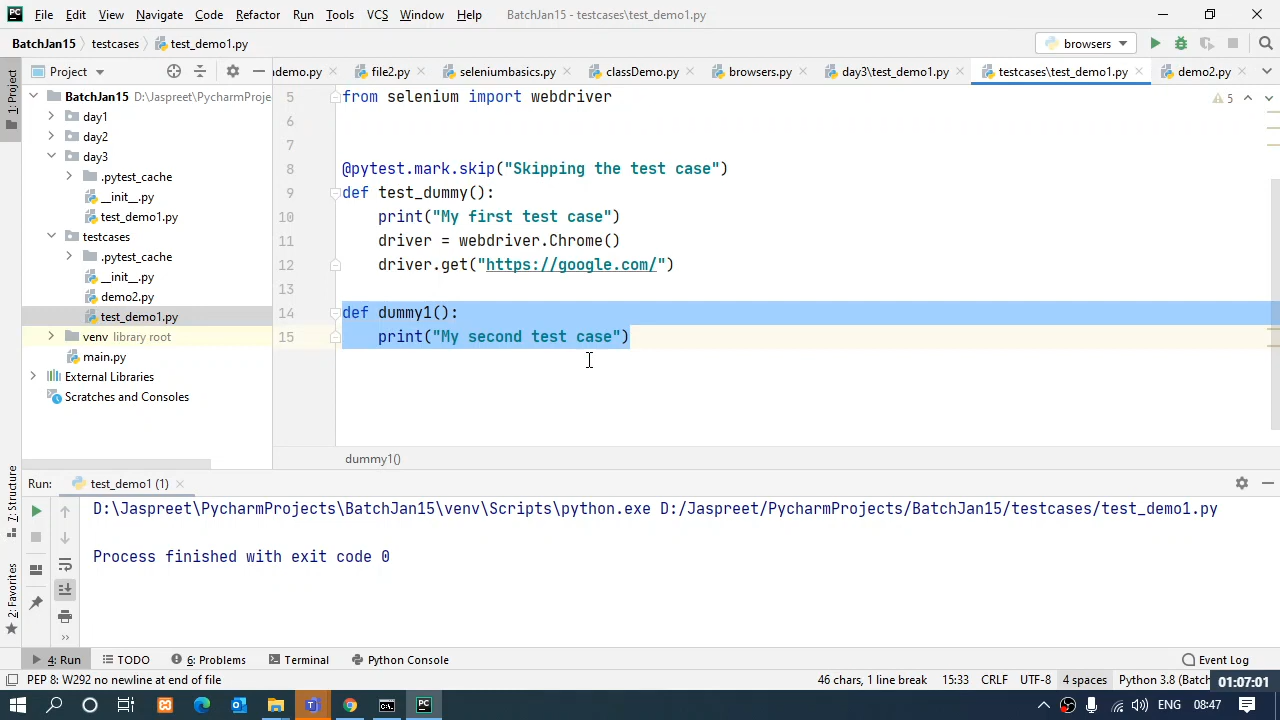 PC File Edit View Navigate Code Refactor Run Tools VCS Window Help BatchJan15 - testcases\test_demo1.py
BatchJan15 testcases test_demo1.py browsers
1: Project
Project
demo.py file2.py seleniumbasics.py classDemo.py browsers.py day3\test_demo1.py testcases\test_demo1.py demo2.py
BatchJan15 D:\Jaspreet\PycharmProje
day1
day2
day3
.pytest_cache
__init__.py
test_demo1.py
testcases
.pytest_cache
__init__.py
demo2.py
test_demo1.py
venv library root
main.py
External Libraries
Scratches and Consoles
5 from selenium import webdriver
5
6
7
8 @pytest.mark.skip("Skipping the test case")
9 def test_dummy():
10 print("My first test case")
11 driver = webdriver.Chrome()
12 driver.get("https://google.com/")
13
14 def dummy1():
15 print("My second test case")
dummy1()
7: Structure
2: Favorites
Run: test_demo1 (1)
D:\Jaspreet\PycharmProjects\BatchJan15\venv\Scripts\python.exe D:/Jaspreet/PycharmProjects/BatchJan15/testcases/test_demo1.py
Process finished with exit code 0
4: Run TODO 6: Problems Terminal Python Console Event Log
PEP 8: W292 no newline at end of file 46 chars, 1 line break 15:33 CRLF UTF-8 4 spaces Python 3.8 (Batch
01:07:01
PC ENG 08:47